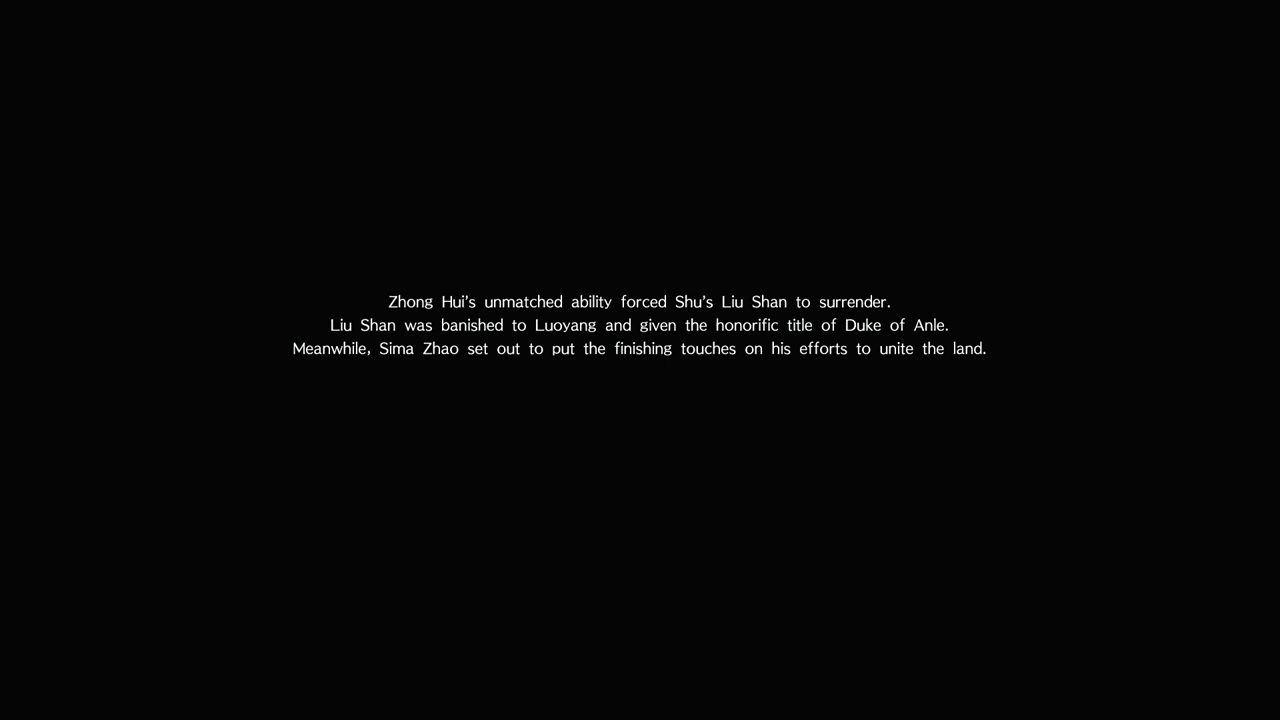 Zhong Hui's unmatched ability forced Shu's Liu Shan to surrender.
Liu Shan was banished to Luoyang and given the honorific title of Duke of Anle.
Meanwhile, Sima Zhao set out to put the finishing touches on his efforts to unite the land.